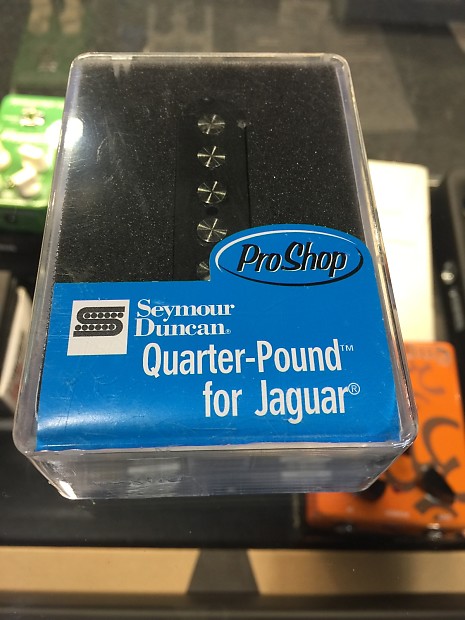 ProShop
Seymour
Duncan®
Quarter-Pound™
for Jaguar®